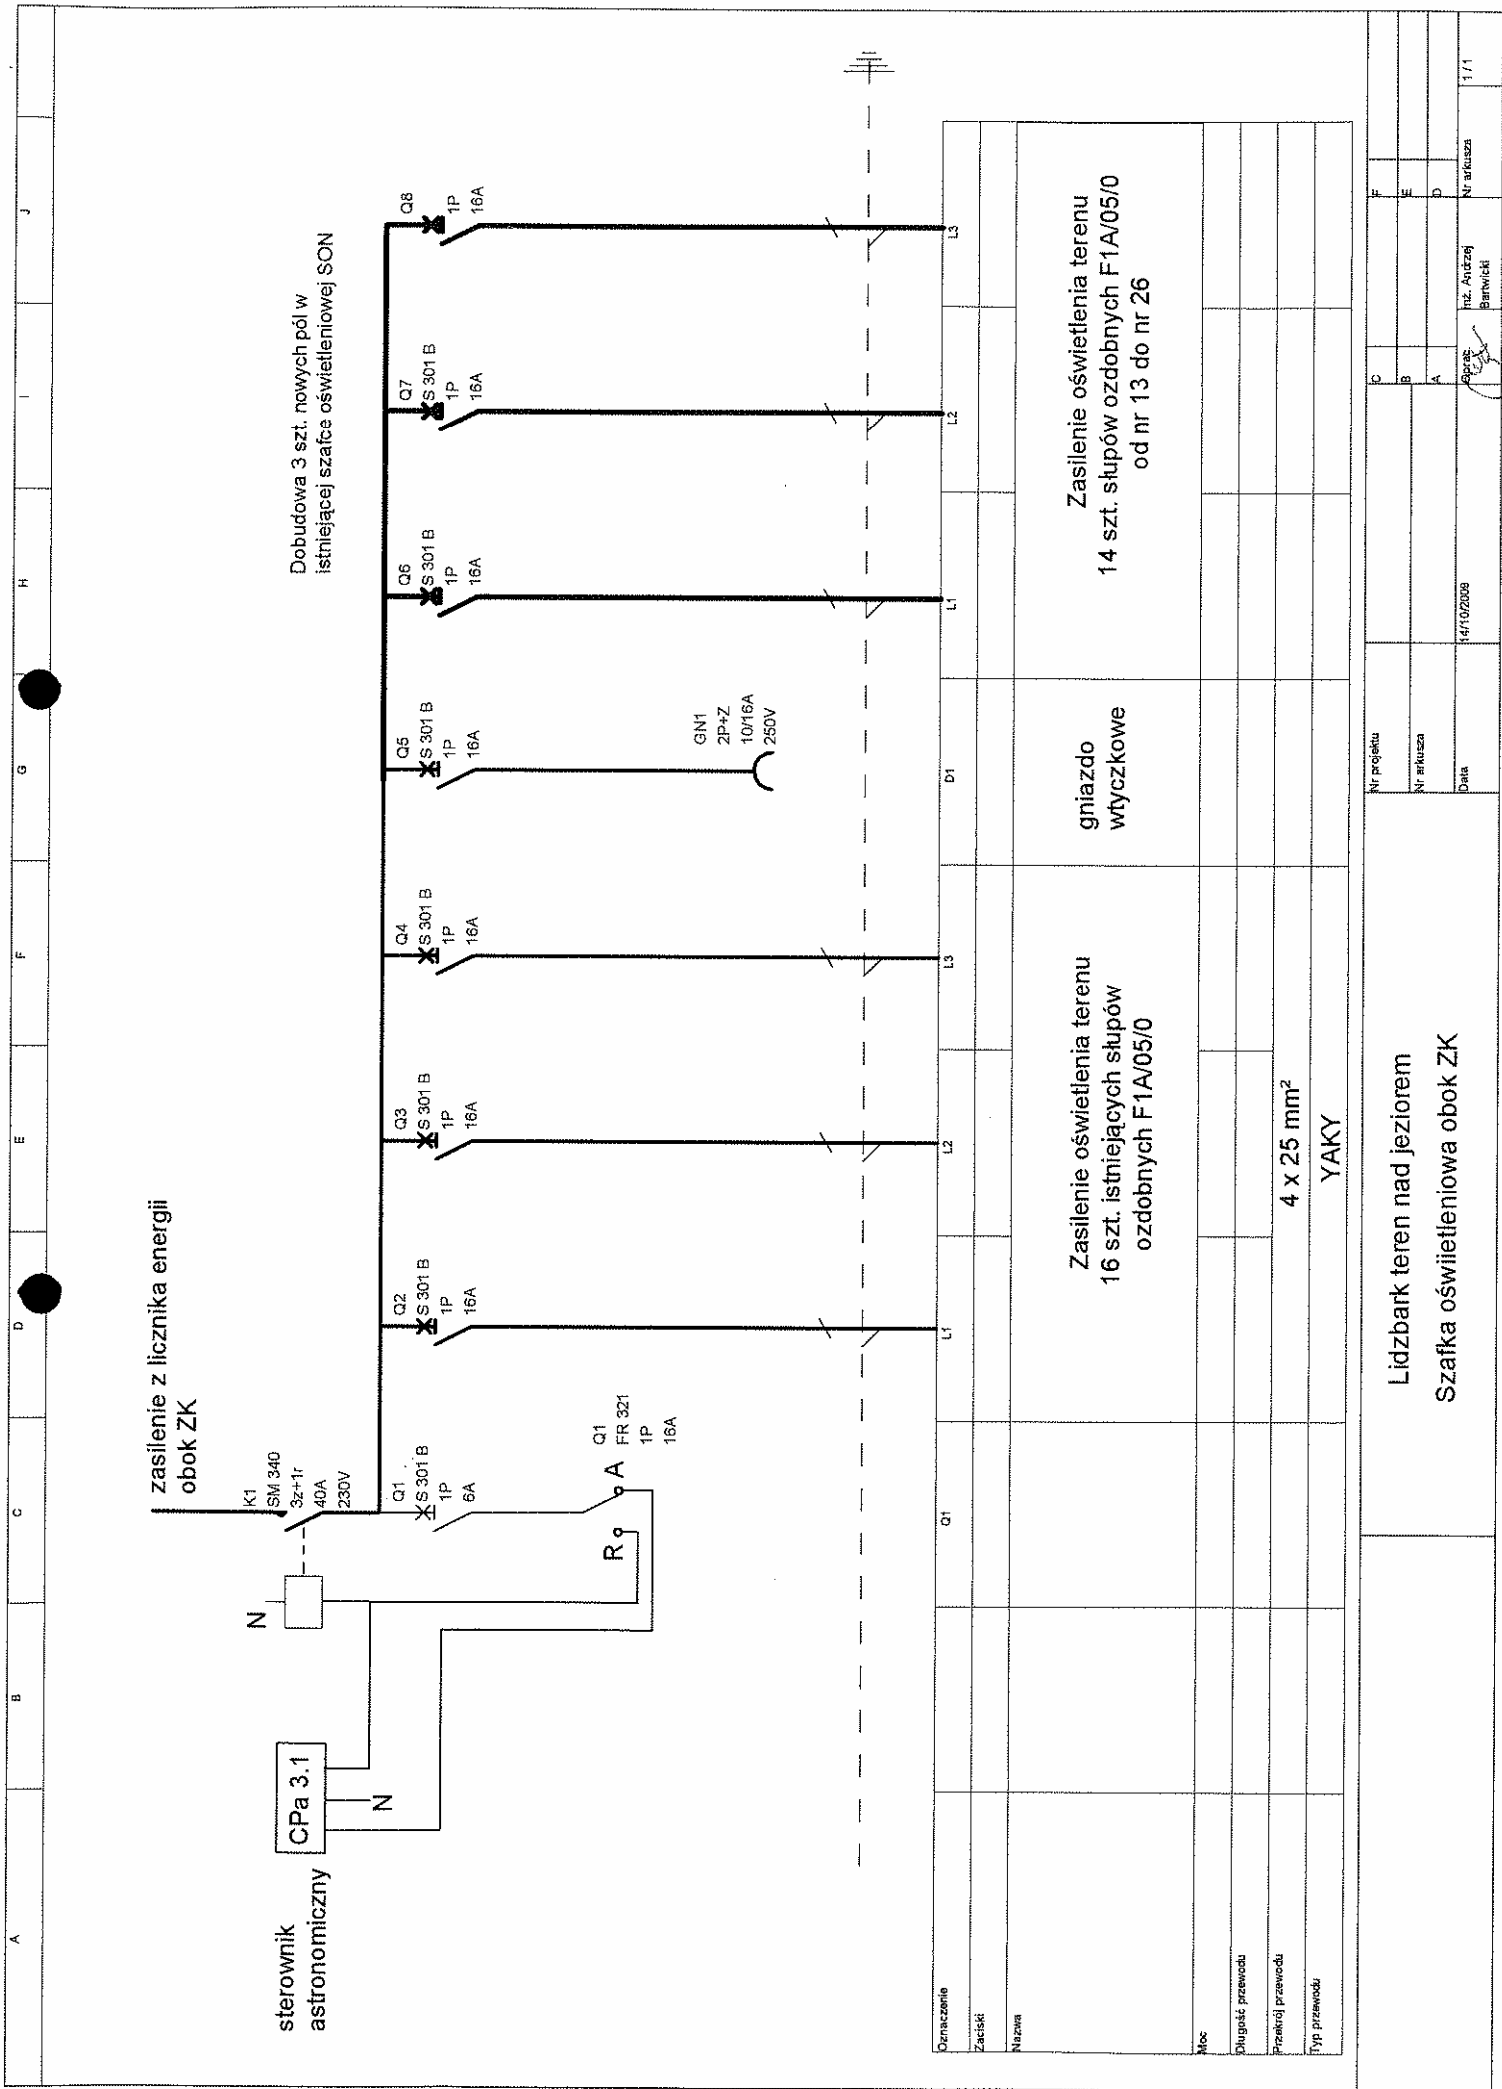 A
B
C
D
E
F
G
H
I
J
zasilenie z licznika energii
obok ZK
Dobudowa 3 szt. nowych pól w
istniejącej szafce oświetleniowej SON
sterownik
astronomiczny
CPa 3.1
N
N
K1
SM 340
3z+1r
40A
230V
Q1
S 301 B
1P
6A
R
A
Q1
FR 321
1P
16A
Q2
S 301 B
1P
16A
Q3
S 301 B
1P
16A
Q4
S 301 B
1P
16A
Q5
S 301 B
1P
16A
GN1
2P+Z
10/16A
250V
Q6
S 301 B
1P
16A
Q7
S 301 B
1P
16A
Q8
1P
16A
Oznaczenie
Q1
L1
L2
L3
D1
L1
L2
L3
Zaciski
Nazwa
Zasilenie oświetlenia terenu
16 szt. istniejących słupów
ozdobnych F1A/05/0
gniazdo
wtyczkowe
Zasilenie oświetlenia terenu
14 szt. słupów ozdobnych F1A/05/0
od nr 13 do nr 26
Moc
Długość przewodu
Przekrój przewodu
4 x 25 mm²
Typ przewodu
YAKY
Lidzbark teren nad jeziorem
Szafka ośwíetleniowa obok ZK
Nr projektu
Nr arkusza
Data
14/10/2009
C
F
B
E
A
D
Oprac.
inż. Andrzej
Bartwicki
Nr arkusza
1 / 1